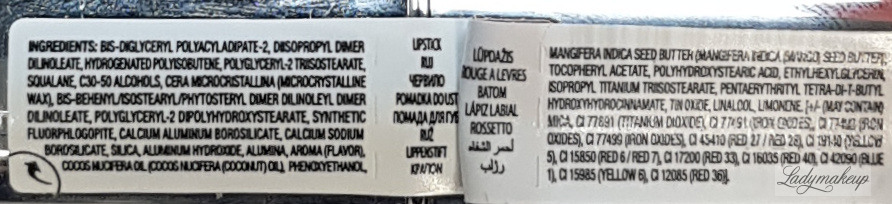 INGREDIENTS: BIS-DIGLYCERYL POLYACYLADIPATE-2, DIISOPROPYL DIMER
DILINOLEATE, HYDROGENATED POLYISOBUTENE, POLYGLYCERYL-2 TRIISOSTEARATE,
SQUALANE, C30-50 ALCOHOLS, CERA MICROCRISTALLINA (MICROCRYSTALLINE
WAX), BIS-BEHENYL/ISOSTEARYL/PHYTOSTERYL DIMER DILINOLEYL DIMER
DILINOLEATE, POLYGLYCERYL-2 DIPOLYHYDROXYSTEARATE, SYNTHETIC
FLUORPHLOGOPITE, CALCIUM ALUMINUM BOROSILICATE, CALCIUM SODIUM
BOROSILICATE, SILICA, ALUMINUM HYDROXIDE, ALUMINA, AROMA (FLAVOR),
COCOS NUCIFERA OIL (COCOS NUCIFERA (COCONUT) OIL), PHENOXYETHANOL,
LIPSTICK
RUJ
ЧЕРВИЛО
POMADKA DO UST
ПОМАДА ДЛЯ ГУБ
RUŽ
LIPPENSTIFT
ΚΡΑΓΙΟΝ
LŪPDAŽIS
ROUGE A LEVRES
BATOM
LÁPIZ LABIAL
ROSSETTO
أحمر الشفاه
رژلب
MANGIFERA INDICA SEED BUTTER (MANGIFERA INDICA (MANGO) SEED BUTTER),
TOCOPHERYL ACETATE, POLYHYDROXYSTEARIC ACID, ETHYLHEXYLGLYCERIN,
ISOPROPYL TITANIUM TRIISOSTEARATE, PENTAERYTHRITYL TETRA-DI-T-BUTYL
HYDROXYHYDROCINNAMATE, TIN OXIDE, LINALOOL, LIMONENE, [+/- (MAY CONTAIN)
MICA, CI 77891 (TITANIUM DIOXIDE), CI 77491 (IRON OXIDES), CI 77492 (IRON
OXIDES), CI 77499 (IRON OXIDES), CI 45410 (RED 27 / RED 28), CI 19140 (YELLOW
5), CI 15850 (RED 6 / RED 7), CI 17200 (RED 33), CI 16035 (RED 40), CI 42090 (BLUE
1), CI 15985 (YELLOW 6), CI 12085 (RED 36)].
Ladymakeup